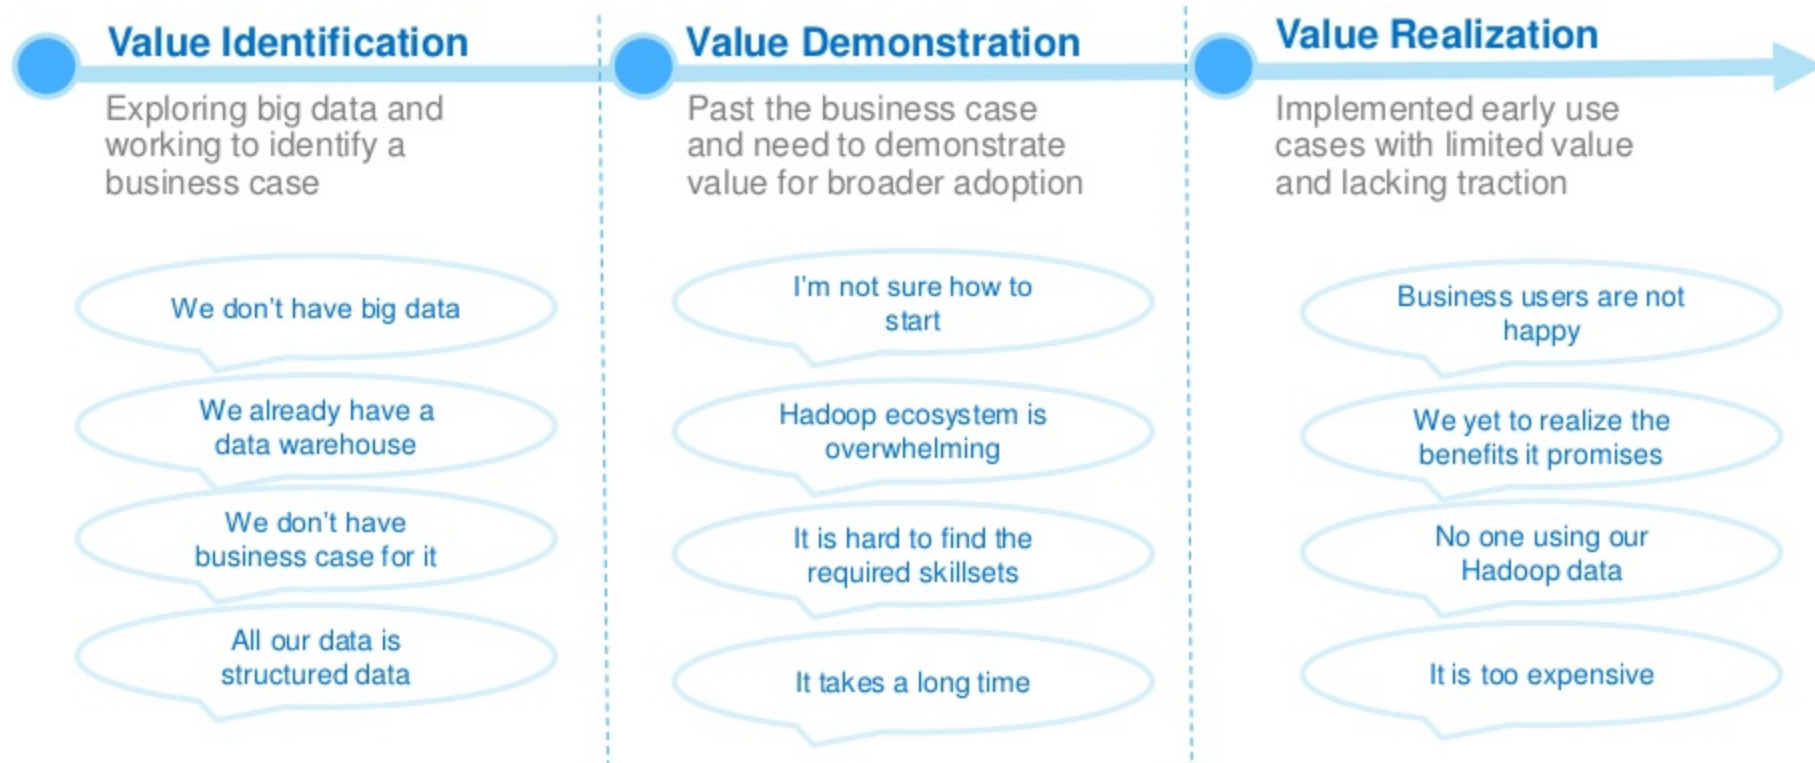 Value Identification
Exploring big data and
working to identify a
business case
We don't have big data
We already have a
data warehouse
We don't have
business case for it
All our data is
structured data
Value Demonstration
Past the business case
and need to demonstrate
value for broader adoption
I'm not sure how to
start
Hadoop ecosystem is
overwhelming
It is hard to find the
required skillsets
It takes a long time
Value Realization
Implemented early use
cases with limited value
and lacking traction
Business users are not
happy
We yet to realize the
benefits it promises
No one using our
Hadoop data
It is too expensive